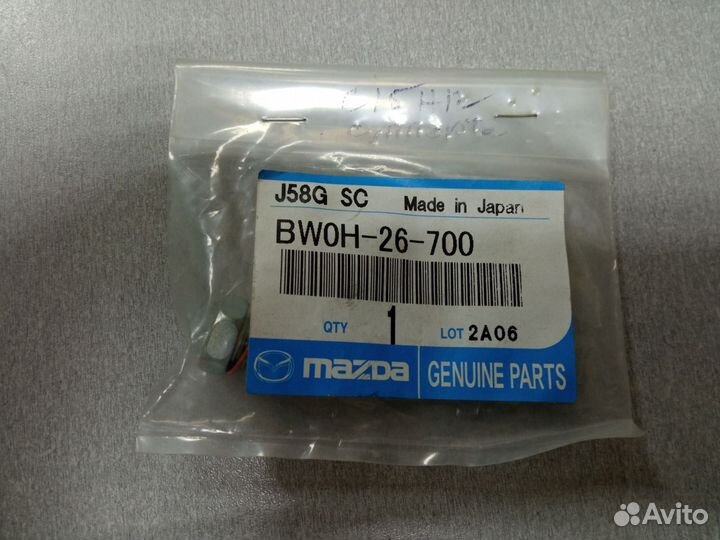 J58G SC Made in Japan
BW0H-26-700
QTY 1 LOT 2A06
mazda GENUINE PARTS
Avito